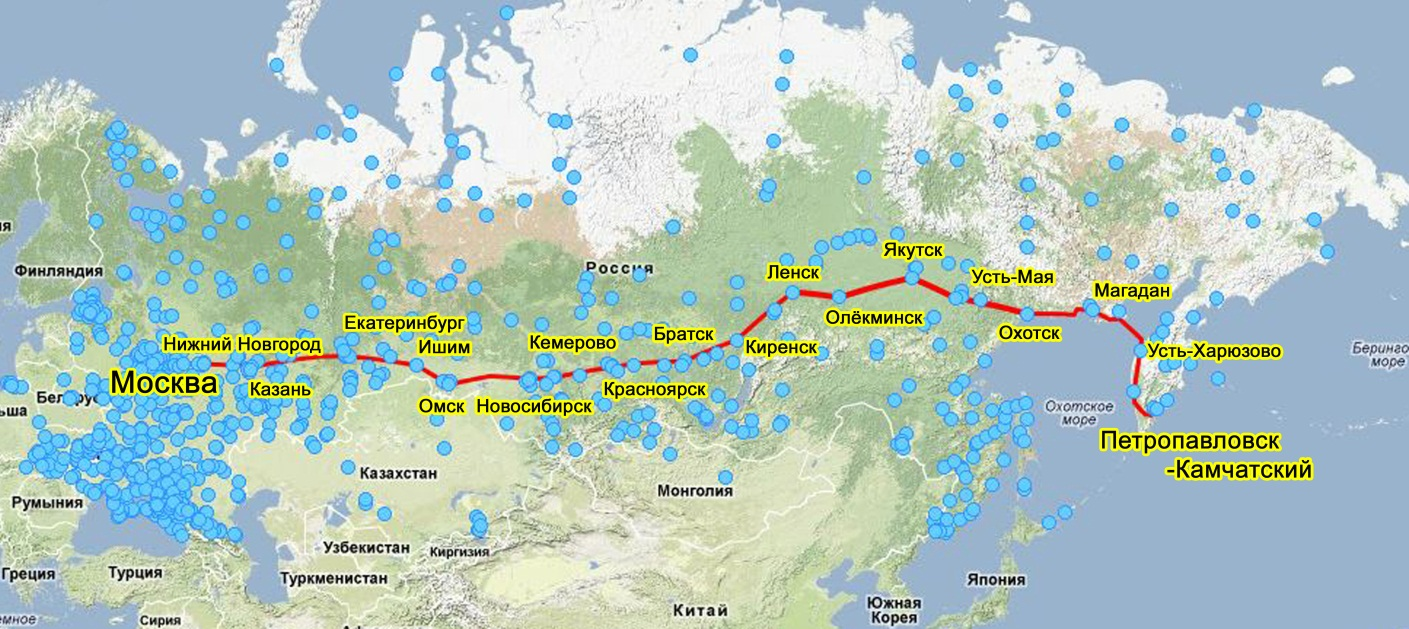 ия
Финляндия
Россия
Якутск
Ленск
Усть-Мая
Магадан
Олёкминск
Охотск
Екатеринбург
Нижний Новгород
Ишим
Кемерово
Братск
Киренск
Усть-Харюзово
Берингово
море
Москва
Казань
Красноярск
Омск
Новосибирск
Охотское
море
Петропавловск
-Камчатский
Казахстан
Монголия
Румыния
Узбекистан
Киргизия
Греция
Турция
Туркменистан
Япония
Южная
Корея
Китай
Сирия